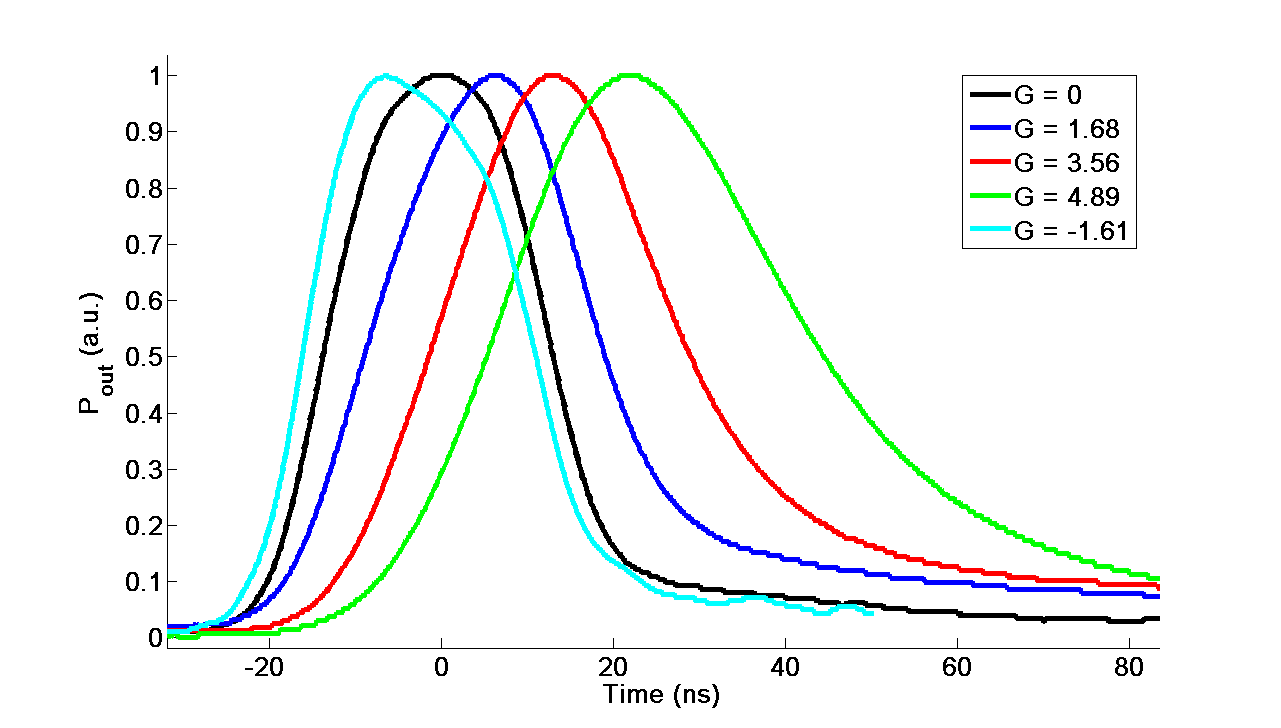 1
0.9
0.8
0.7
0.6
0.5
0.4
0.3
0.2
0.1
0
P_out (a.u.)
-20 0 20 40 60 80
Time (ns)
G = 0
G = 1.68
G = 3.56
G = 4.89
G = -1.61